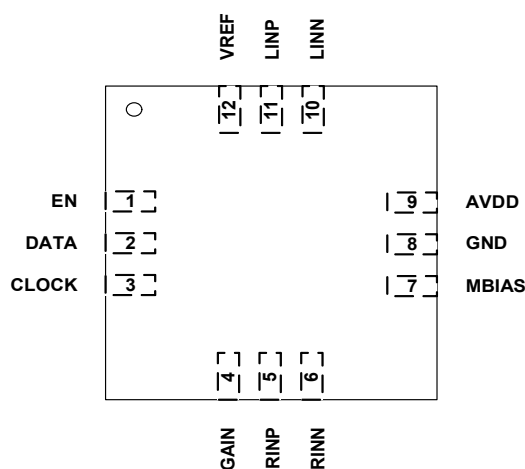 VREF LINP LINN
12 11 10
EN 1 9 AVDD
DATA 2 8 GND
CLOCK 3 7 MBIAS
4 5 6
GAIN RINP RINN